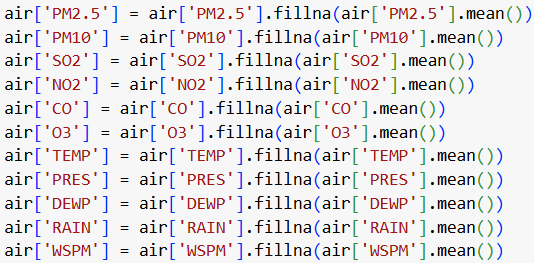 air['PM2.5'] = air['PM2.5'].fillna(air['PM2.5'].mean())
air['PM10'] = air['PM10'].fillna(air['PM10'].mean())
air['SO2'] = air['SO2'].fillna(air['SO2'].mean())
air['NO2'] = air['NO2'].fillna(air['NO2'].mean())
air['CO'] = air['CO'].fillna(air['CO'].mean())
air['O3'] = air['O3'].fillna(air['O3'].mean())
air['TEMP'] = air['TEMP'].fillna(air['TEMP'].mean())
air['PRES'] = air['PRES'].fillna(air['PRES'].mean())
air['DEWP'] = air['DEWP'].fillna(air['DEWP'].mean())
air['RAIN'] = air['RAIN'].fillna(air['RAIN'].mean())
air['WSPM'] = air['WSPM'].fillna(air['WSPM'].mean())